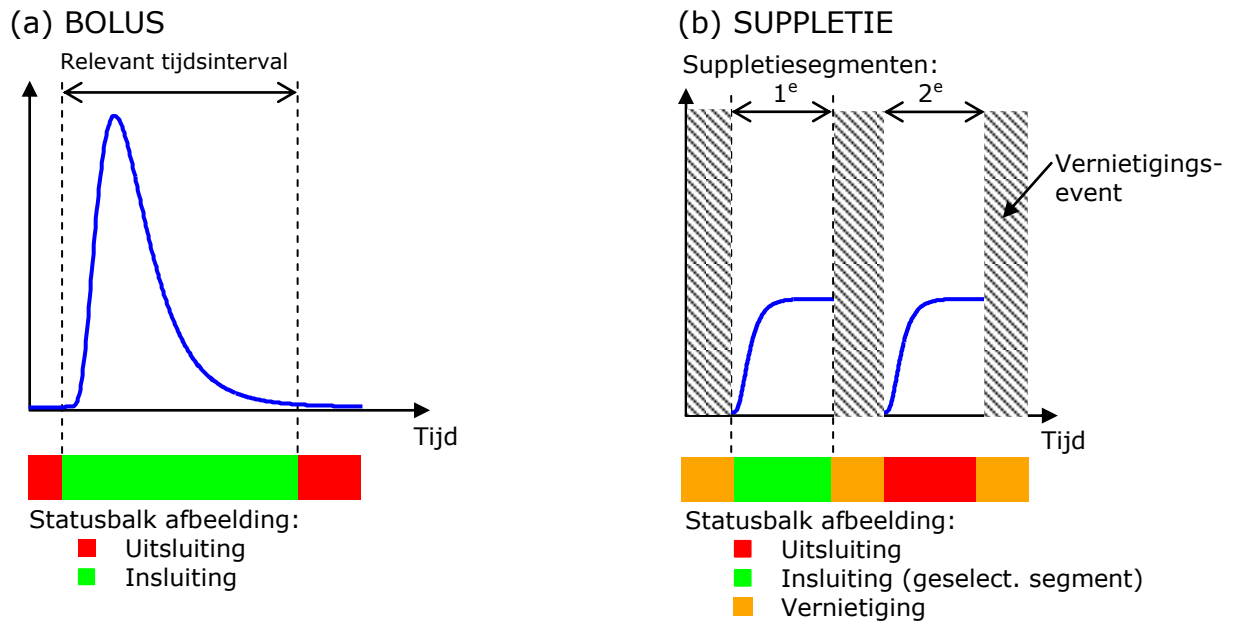 (a) BOLUS
Relevant tijdsinterval
Tijd
Statusbalk afbeelding:
Uitsluiting
Insluiting
(b) SUPPLETIE
Suppletiesegmenten:
1e 2e
Vernietigings-
event
Tijd
Statusbalk afbeelding:
Uitsluiting
Insluiting (geselect. segment)
Vernietiging